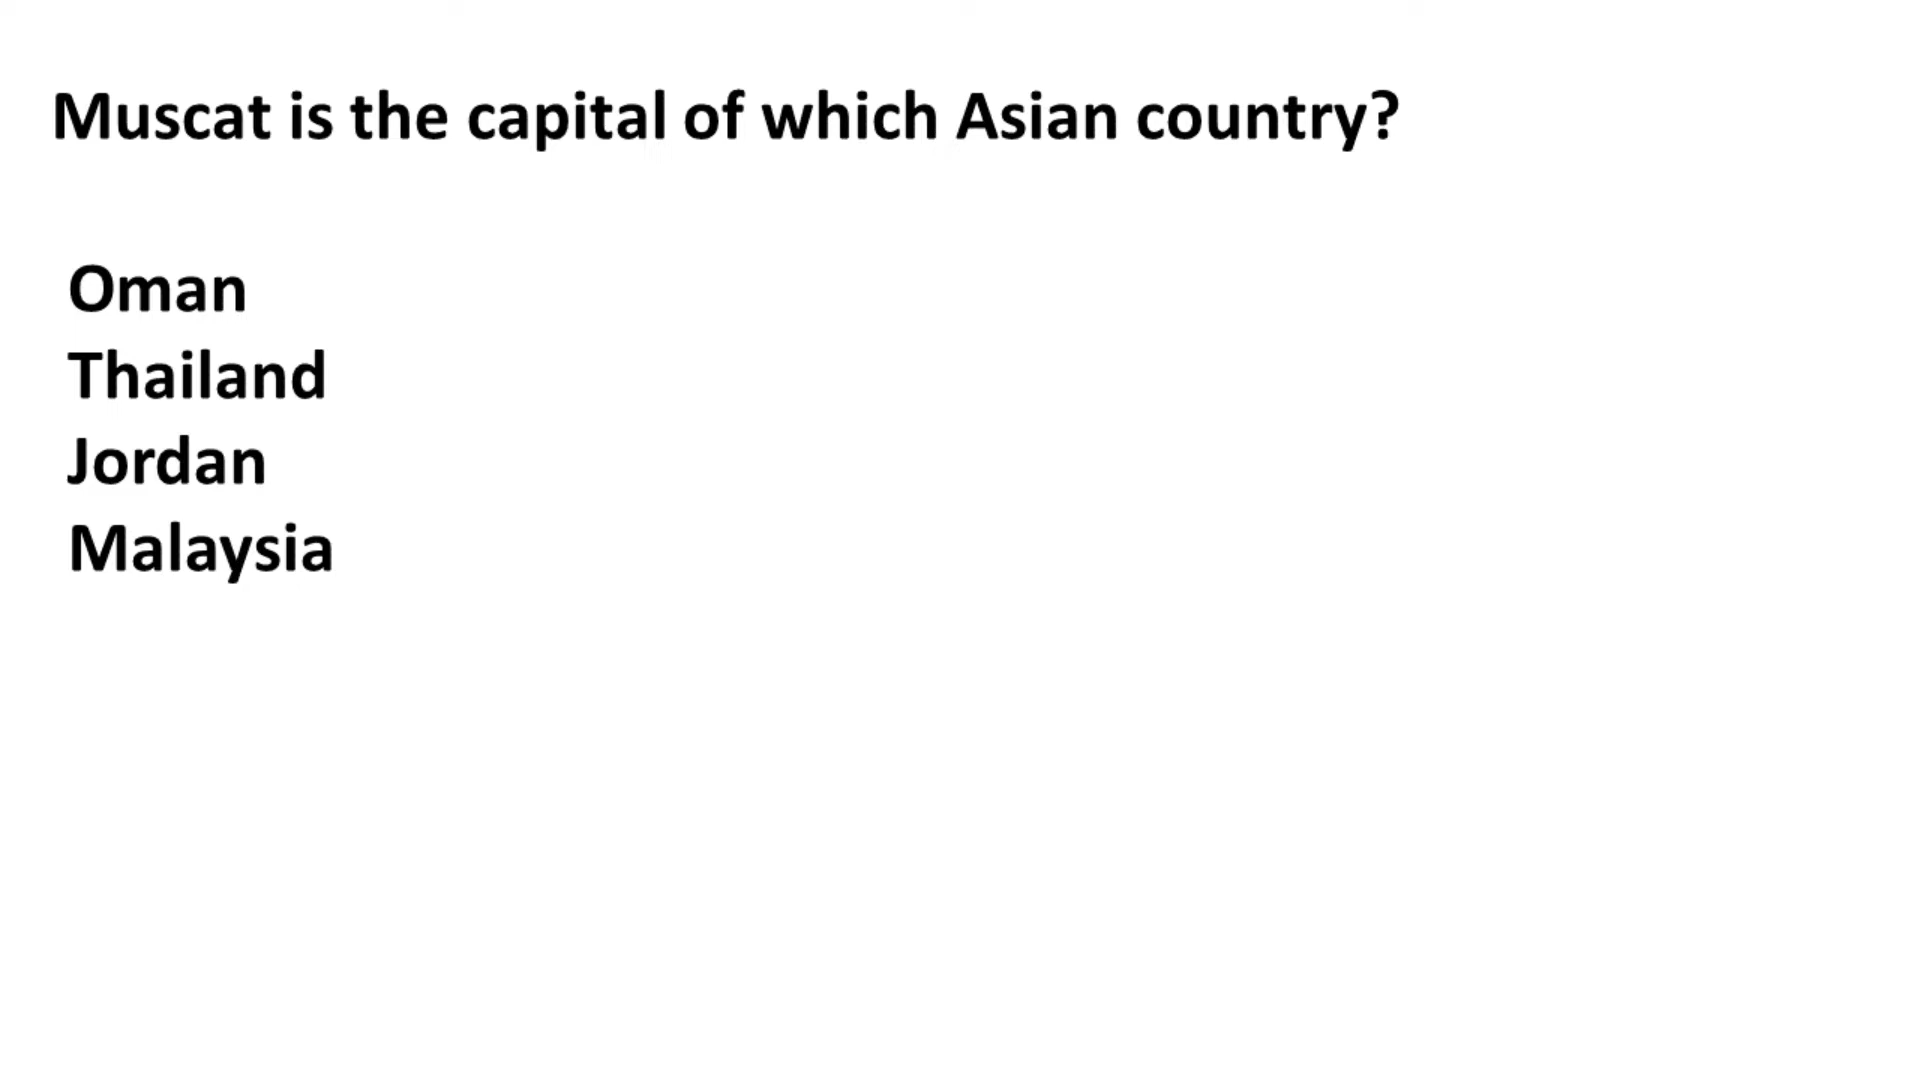 Muscat is the capital of which Asian country?
Oman
Thailand
Jordan
Malaysia